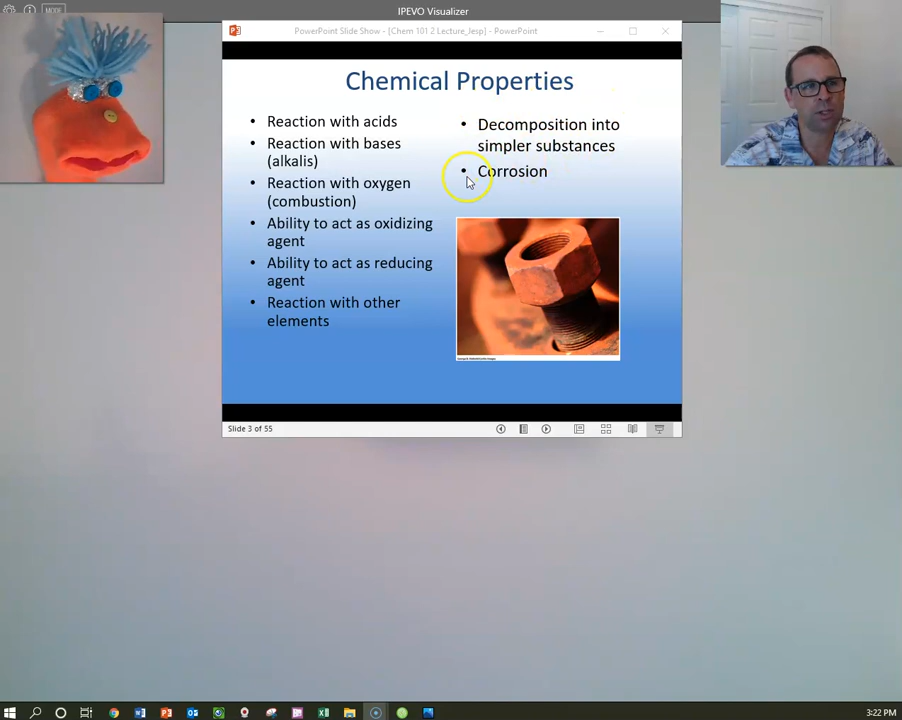 IPEVO Visualizer
MODE
PowerPoint Slide Show - [Chem 101 2 Lecture_lesp] - PowerPoint
Chemical Properties
• Reaction with acids
• Reaction with bases
(alkalis)
• Reaction with oxygen
(combustion)
• Ability to act as oxidizing
agent
• Ability to act as reducing
agent
• Reaction with other
elements
• Decomposition into
simpler substances
• Corrosion
Slide 3 of 55
3:22 PM